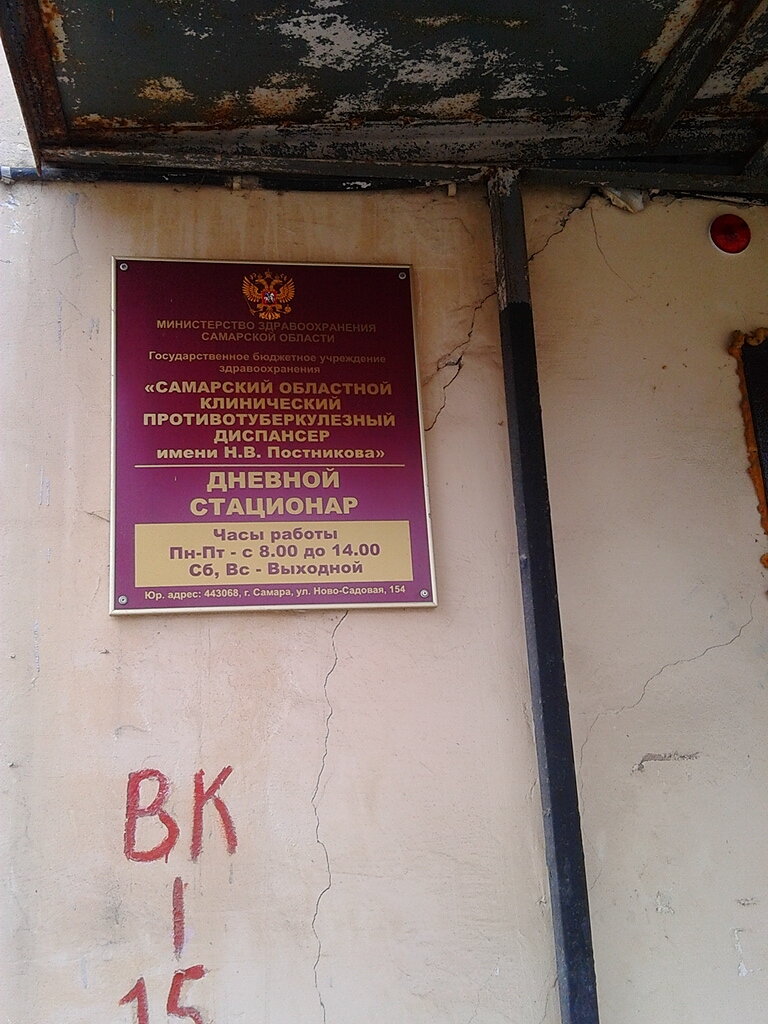 МИНИСТЕРСТВО ЗДРАВООХРАНЕНИЯ
САМАРСКОЙ ОБЛАСТИ
Государственное бюджетное учреждение
здравоохранения
«САМАРСКИЙ ОБЛАСТНОЙ
КЛИНИЧЕСКИЙ
ПРОТИВОТУБЕРКУЛЕЗНЫЙ
ДИСПАНСЕР
имени Н.В. Постникова»
ДНЕВНОЙ
СТАЦИОНАР
Часы работы
Пн-Пт - с 8.00 до 14.00
Сб, Вс - Выходной
Юр. адрес: 443068, г. Самара, ул. Ново-Садовая, 154
ВК
1
15